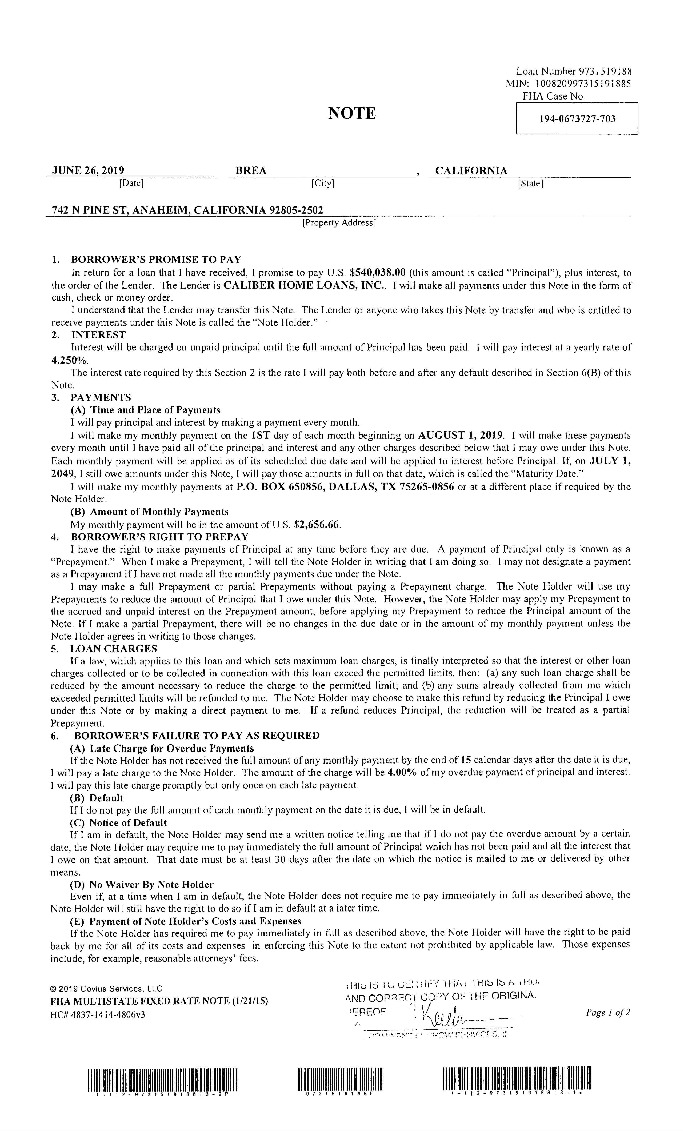 Loan Number 9731519188
MIN: 100820997315191885
FHA Case No
NOTE
194-0673727-703
JUNE 26, 2019 BREA , CALIFORNIA
[Date] [City] [State]
742 N PINE ST, ANAHEIM, CALIFORNIA 92805-2502
[Property Address]
1. BORROWER'S PROMISE TO PAY
In return for a loan that I have received, I promise to pay U.S. $540,038.00 (this amount is called "Principal"), plus interest, to
the order of the Lender. The Lender is CALIBER HOME LOANS, INC.. I will make all payments under this Note in the form of
cash, check or money order.
I understand that the Lender may transfer this Note. The Lender or anyone who takes this Note by transfer and who is entitled to
receive payments under this Note is called the "Note Holder."
2. INTEREST
Interest will be charged on unpaid principal until the full amount of Principal has been paid. I will pay interest at a yearly rate of
4.250%.
The interest rate required by this Section 2 is the rate I will pay both before and after any default described in Section 6(B) of this
Note.
3. PAYMENTS
(A) Time and Place of Payments
I will pay principal and interest by making a payment every month.
I will make my monthly payment on the 1ST day of each month beginning on AUGUST 1, 2019. I will make these payments
every month until I have paid all of the principal and interest and any other charges described below that I may owe under this Note.
Each monthly payment will be applied as of its scheduled due date and will be applied to interest before Principal. If, on JULY 1,
2049, I still owe amounts under this Note, I will pay those amounts in full on that date, which is called the "Maturity Date."
I will make my monthly payments at P.O. BOX 650856, DALLAS, TX 75265-0856 or at a different place if required by the
Note Holder.
(B) Amount of Monthly Payments
My monthly payment will be in the amount of U.S. $2,656.66.
4. BORROWER'S RIGHT TO PREPAY
I have the right to make payments of Principal at any time before they are due. A payment of Principal only is known as a
"Prepayment." When I make a Prepayment, I will tell the Note Holder in writing that I am doing so. I may not designate a payment
as a Prepayment if I have not made all the monthly payments due under the Note.
I may make a full Prepayment or partial Prepayments without paying a Prepayment charge. The Note Holder will use my
Prepayments to reduce the amount of Principal that I owe under this Note. However, the Note Holder may apply my Prepayment to
the accrued and unpaid interest on the Prepayment amount, before applying my Prepayment to reduce the Principal amount of the
Note. If I make a partial Prepayment, there will be no changes in the due date or in the amount of my monthly payment unless the
Note Holder agrees in writing to those changes.
5. LOAN CHARGES
If a law, which applies to this loan and which sets maximum loan charges, is finally interpreted so that the interest or other loan
charges collected or to be collected in connection with this loan exceed the permitted limits, then: (a) any such loan charge shall be
reduced by the amount necessary to reduce the charge to the permitted limit; and (b) any sums already collected from me which
exceeded permitted limits will be refunded to me. The Note Holder may choose to make this refund by reducing the Principal I owe
under this Note or by making a direct payment to me. If a refund reduces Principal, the reduction will be treated as a partial
Prepayment.
6. BORROWER'S FAILURE TO PAY AS REQUIRED
(A) Late Charge for Overdue Payments
If the Note Holder has not received the full amount of any monthly payment by the end of 15 calendar days after the date it is due,
I will pay a late charge to the Note Holder. The amount of the charge will be 4.00% of my overdue payment of principal and interest.
I will pay this late charge promptly but only once on each late payment.
(B) Default
If I do not pay the full amount of each monthly payment on the date it is due, I will be in default.
(C) Notice of Default
If I am in default, the Note Holder may send me a written notice telling me that if I do not pay the overdue amount by a certain
date, the Note Holder may require me to pay immediately the full amount of Principal which has not been paid and all the interest that
I owe on that amount. That date must be at least 30 days after the date on which the notice is mailed to me or delivered by other
means.
(D) No Waiver By Note Holder
Even if, at a time when I am in default, the Note Holder does not require me to pay immediately in full as described above, the
Note Holder will still have the right to do so if I am in default at a later time.
(E) Payment of Note Holder's Costs and Expenses
If the Note Holder has required me to pay immediately in full as described above, the Note Holder will have the right to be paid
back by me for all of its costs and expenses in enforcing this Note to the extent not prohibited by applicable law. Those expenses
include, for example, reasonable attorneys' fees.
© 2019 Covius Services, LLC
FHA MULTISTATE FIXED RATE NOTE (1/21/15)
HC# 4837-1414-4806v3
THIS IS TO CERTIFY THAT THIS IS A TRUE
AND CORRECT COPY OF THE ORIGINAL
HEREOF
Page 1 of 2